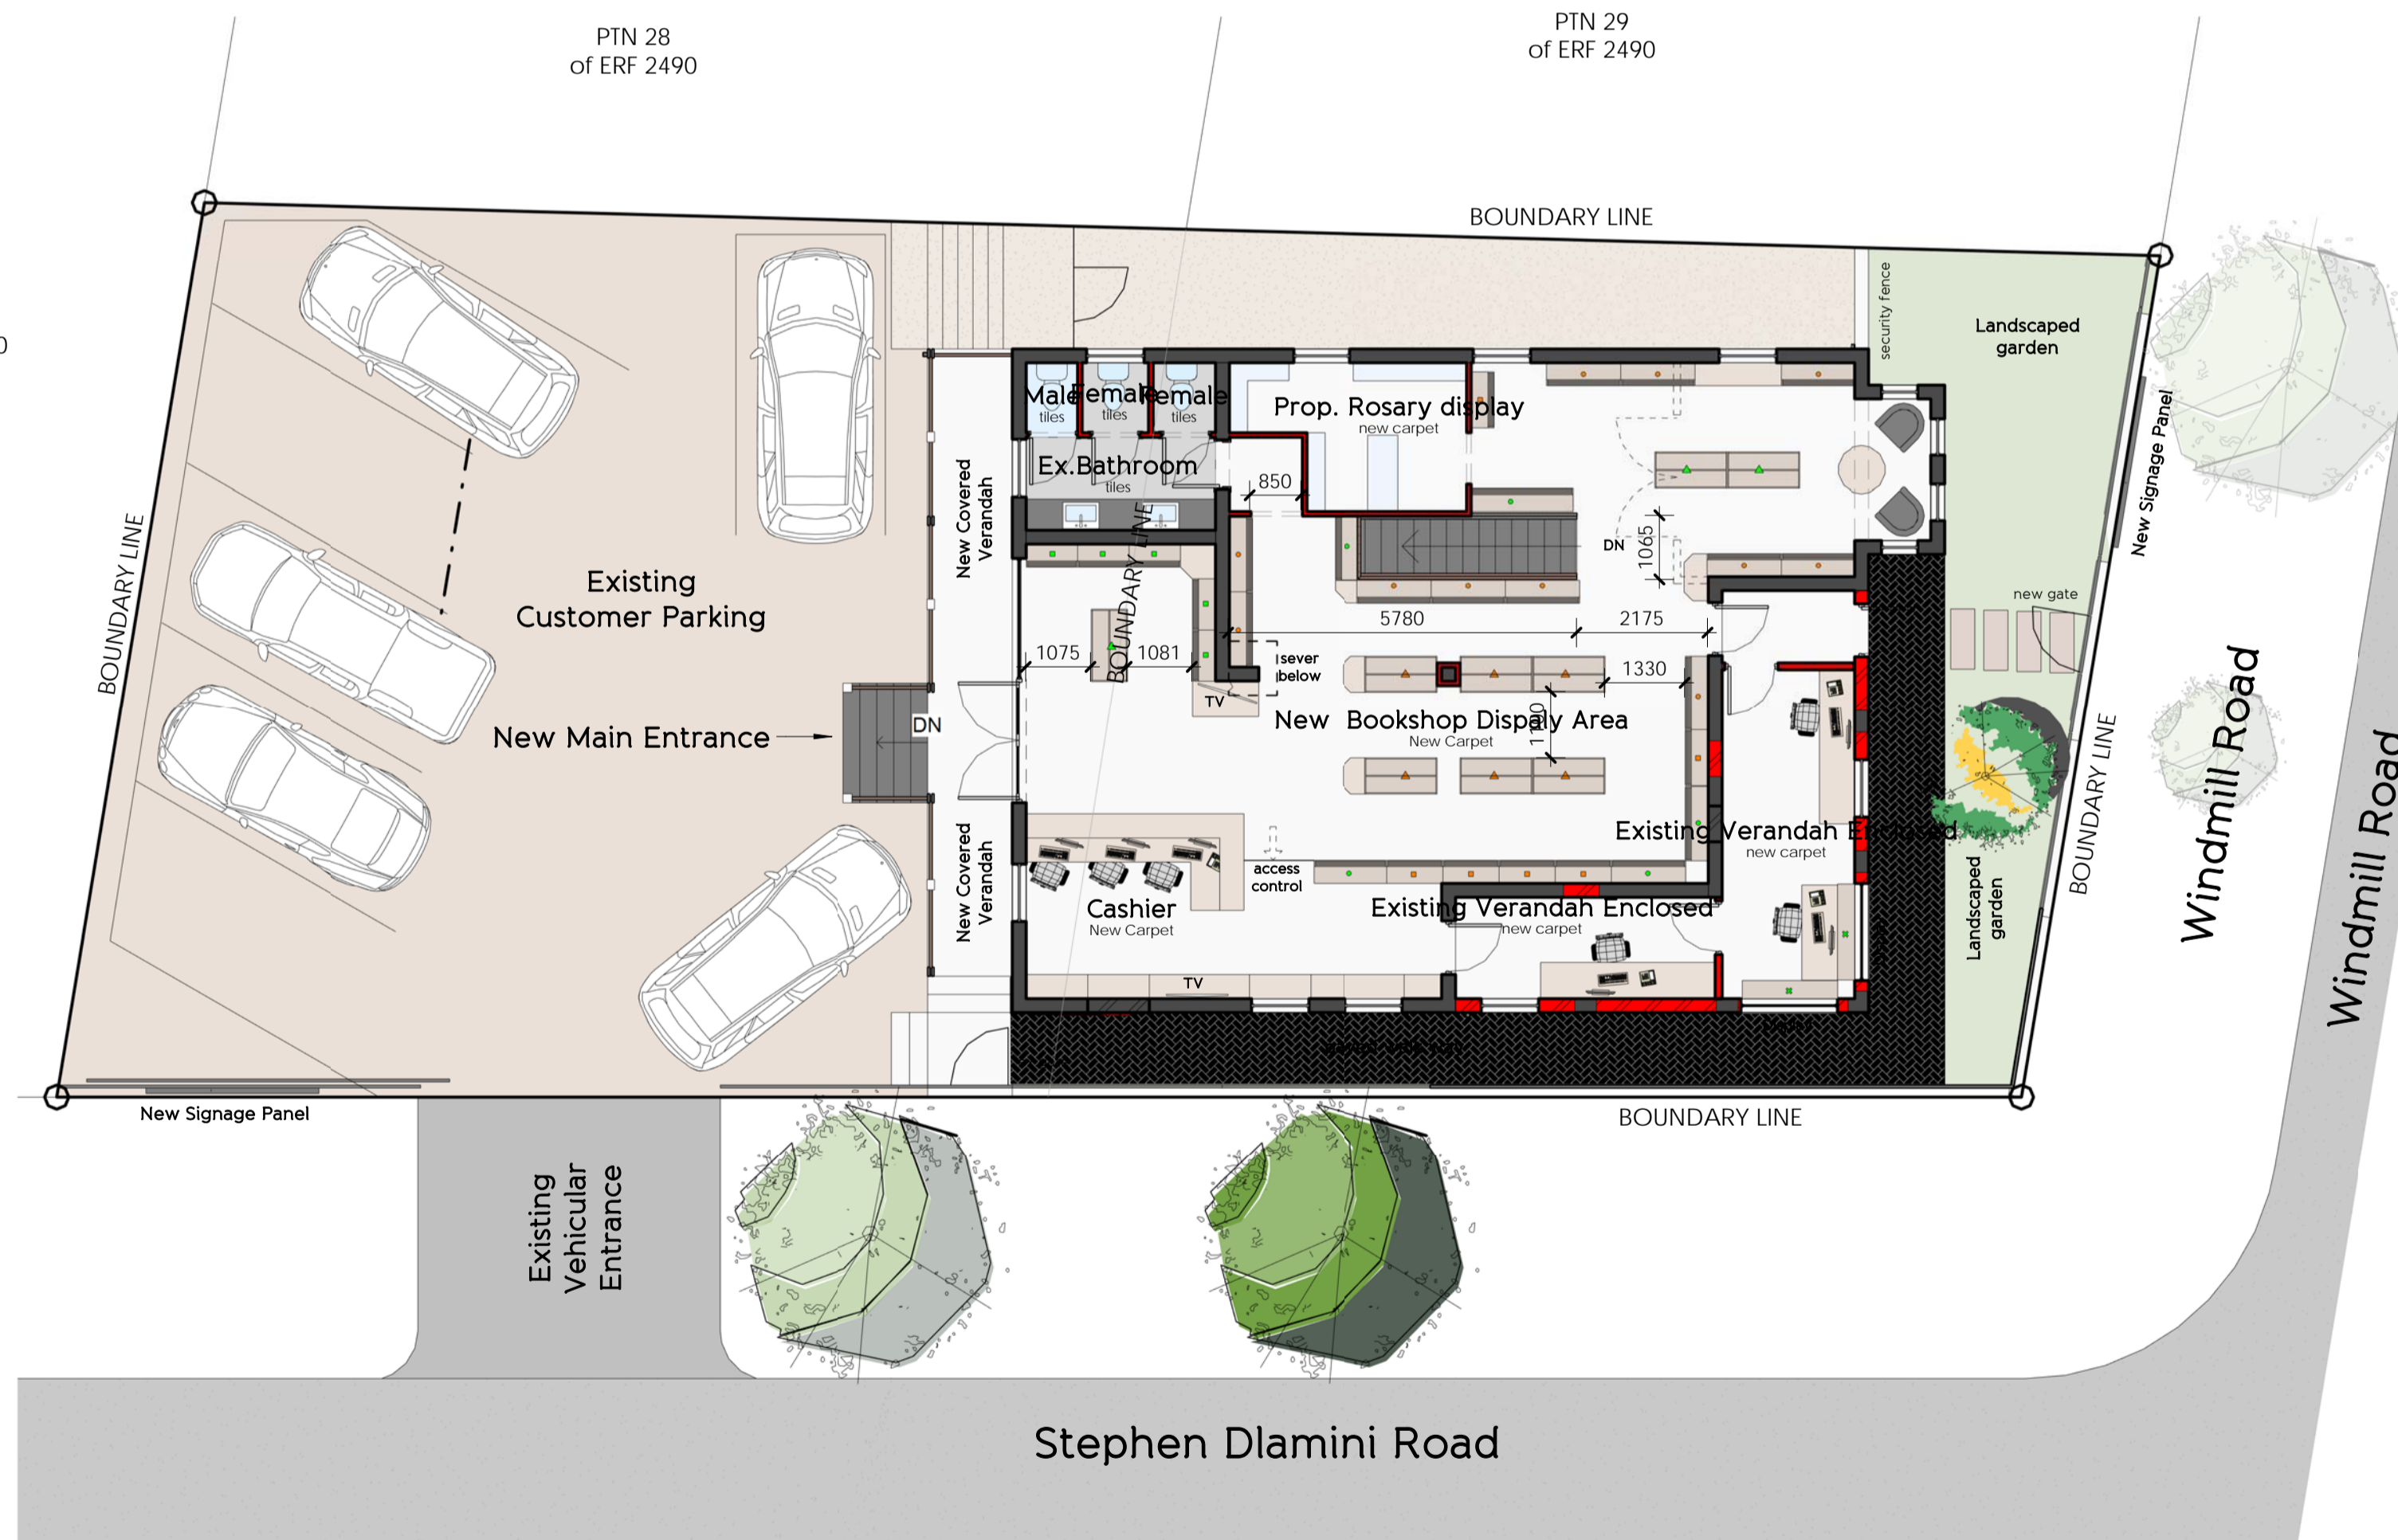 PTN 28
of ERF 2490
PTN 29
of ERF 2490
0
BOUNDARY LINE
security fence
Landscaped
garden
New Signage Panel
Male
tiles
Female
tiles
Female
tiles
Prop. Rosary display
new carpet
Ex.Bathroom
tiles
850
New Covered
Verandah
BOUNDARY LINE
BOUNDARY LINE
Existing
Customer Parking
DN
1065
5780
2175
new gate
1075
1081
sever
below
1330
TV
New Main Entrance
DN
New Bookshop Dispaly Area
New Carpet
Windmill Road
Windmill Road
BOUNDARY LINE
Existing Verandah Enclosed
new carpet
New Covered
Verandah
access
control
Cashier
New Carpet
Existing Verandah Enclosed
new carpet
Landscaped
garden
TV
New Signage Panel
BOUNDARY LINE
Existing
Vehicular
Entrance
Stephen Dlamini Road